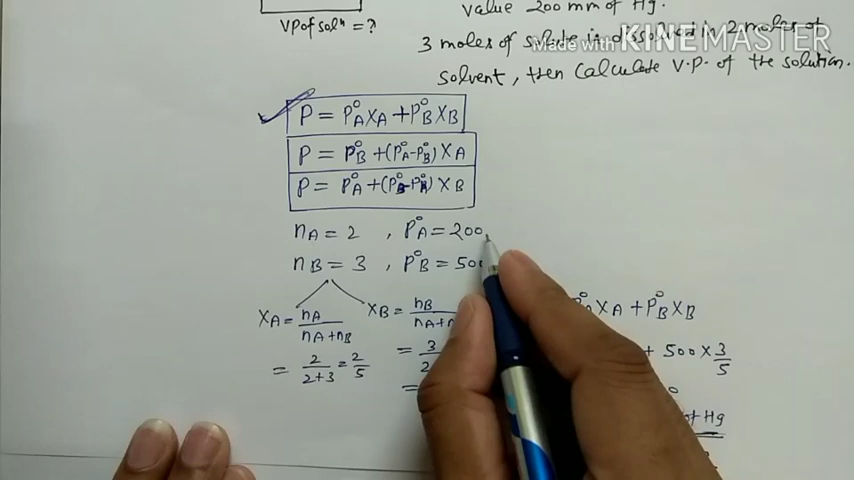 value 200 mm of Hg.
VP of solⁿ = ?
3 moles of solute is dissolved in 2 moles of
Made with KINEMASTER
solvent, then calculate V.P. of the solution.
P = P°A XA + P°B XB
P = P°B + (P°A - P°B) XA
P = P°A + (P°B - P°A) XB
nA = 2 , P°A = 200
nB = 3 , P°B = 500
XA = nA / nA + nB
XB = nB / nA + n
XA + P°B XB
= 2 / 2+3 = 2/5
= 3 / 2
+ 500 × 3/5
of Hg